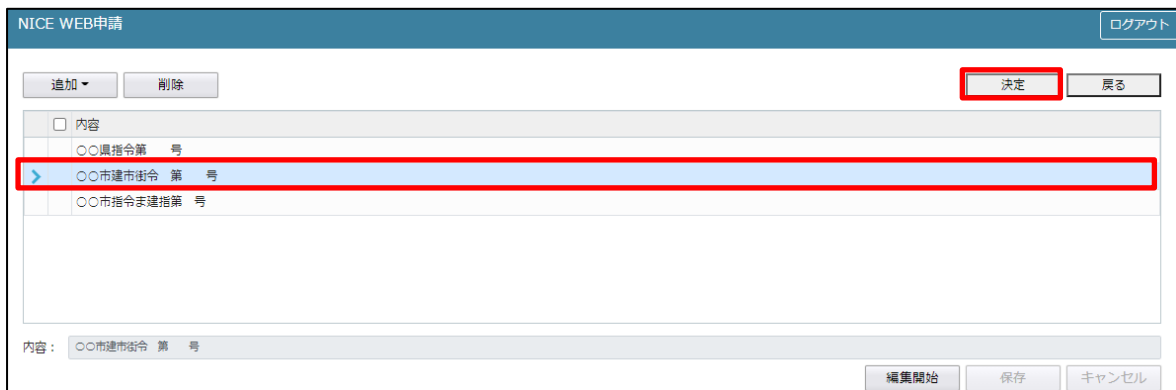 NICE WEB申請 ログアウト
追加 削除 決定 戻る
内容
○○県指令第　号
○○市建市街令　第　号
○○市指令ま建指第　号
内容： ○○市建市街令　第　号
編集開始 保存 キャンセル